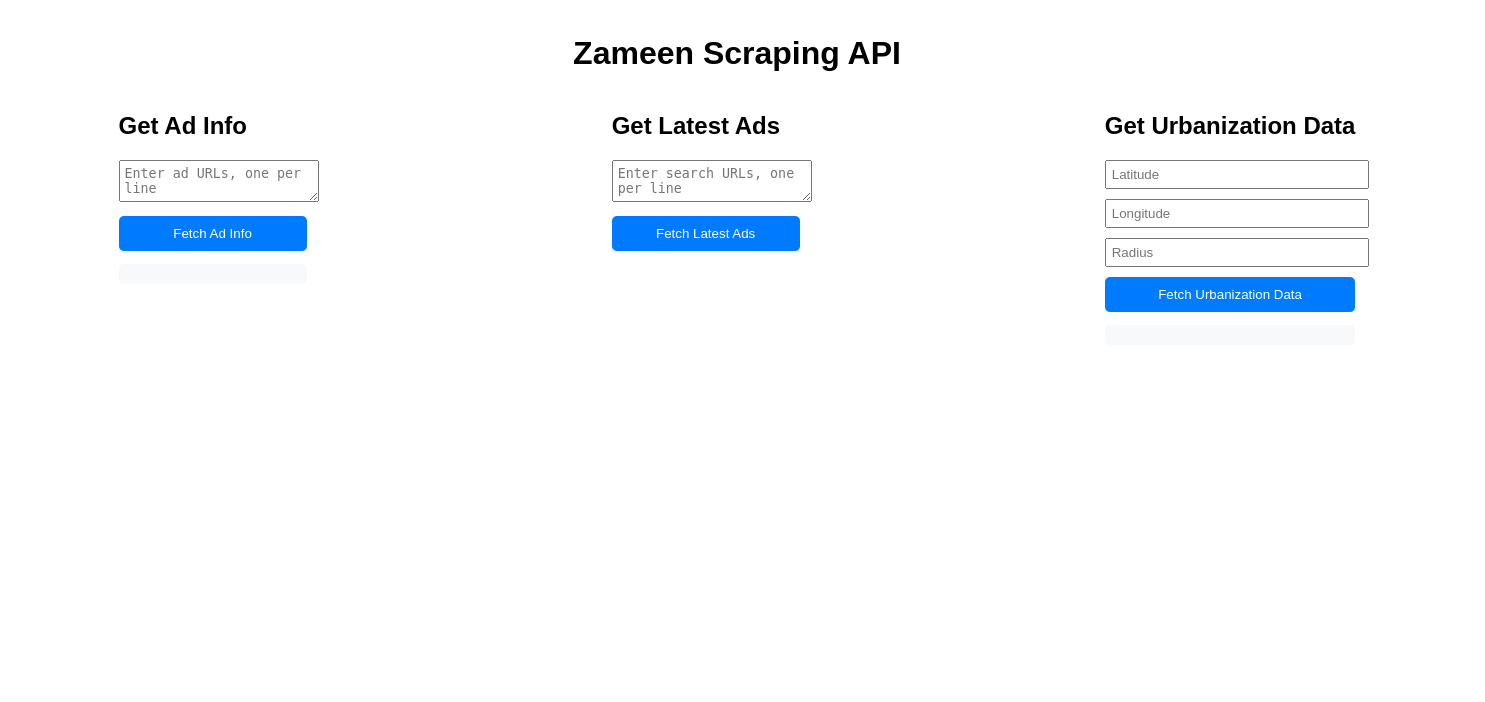 Zameen Scraping API
Get Ad Info
Enter ad URLs, one per
line
Fetch Ad Info
Get Latest Ads
Enter search URLs, one
per line
Fetch Latest Ads
Get Urbanization Data
Latitude
Longitude
Radius
Fetch Urbanization Data